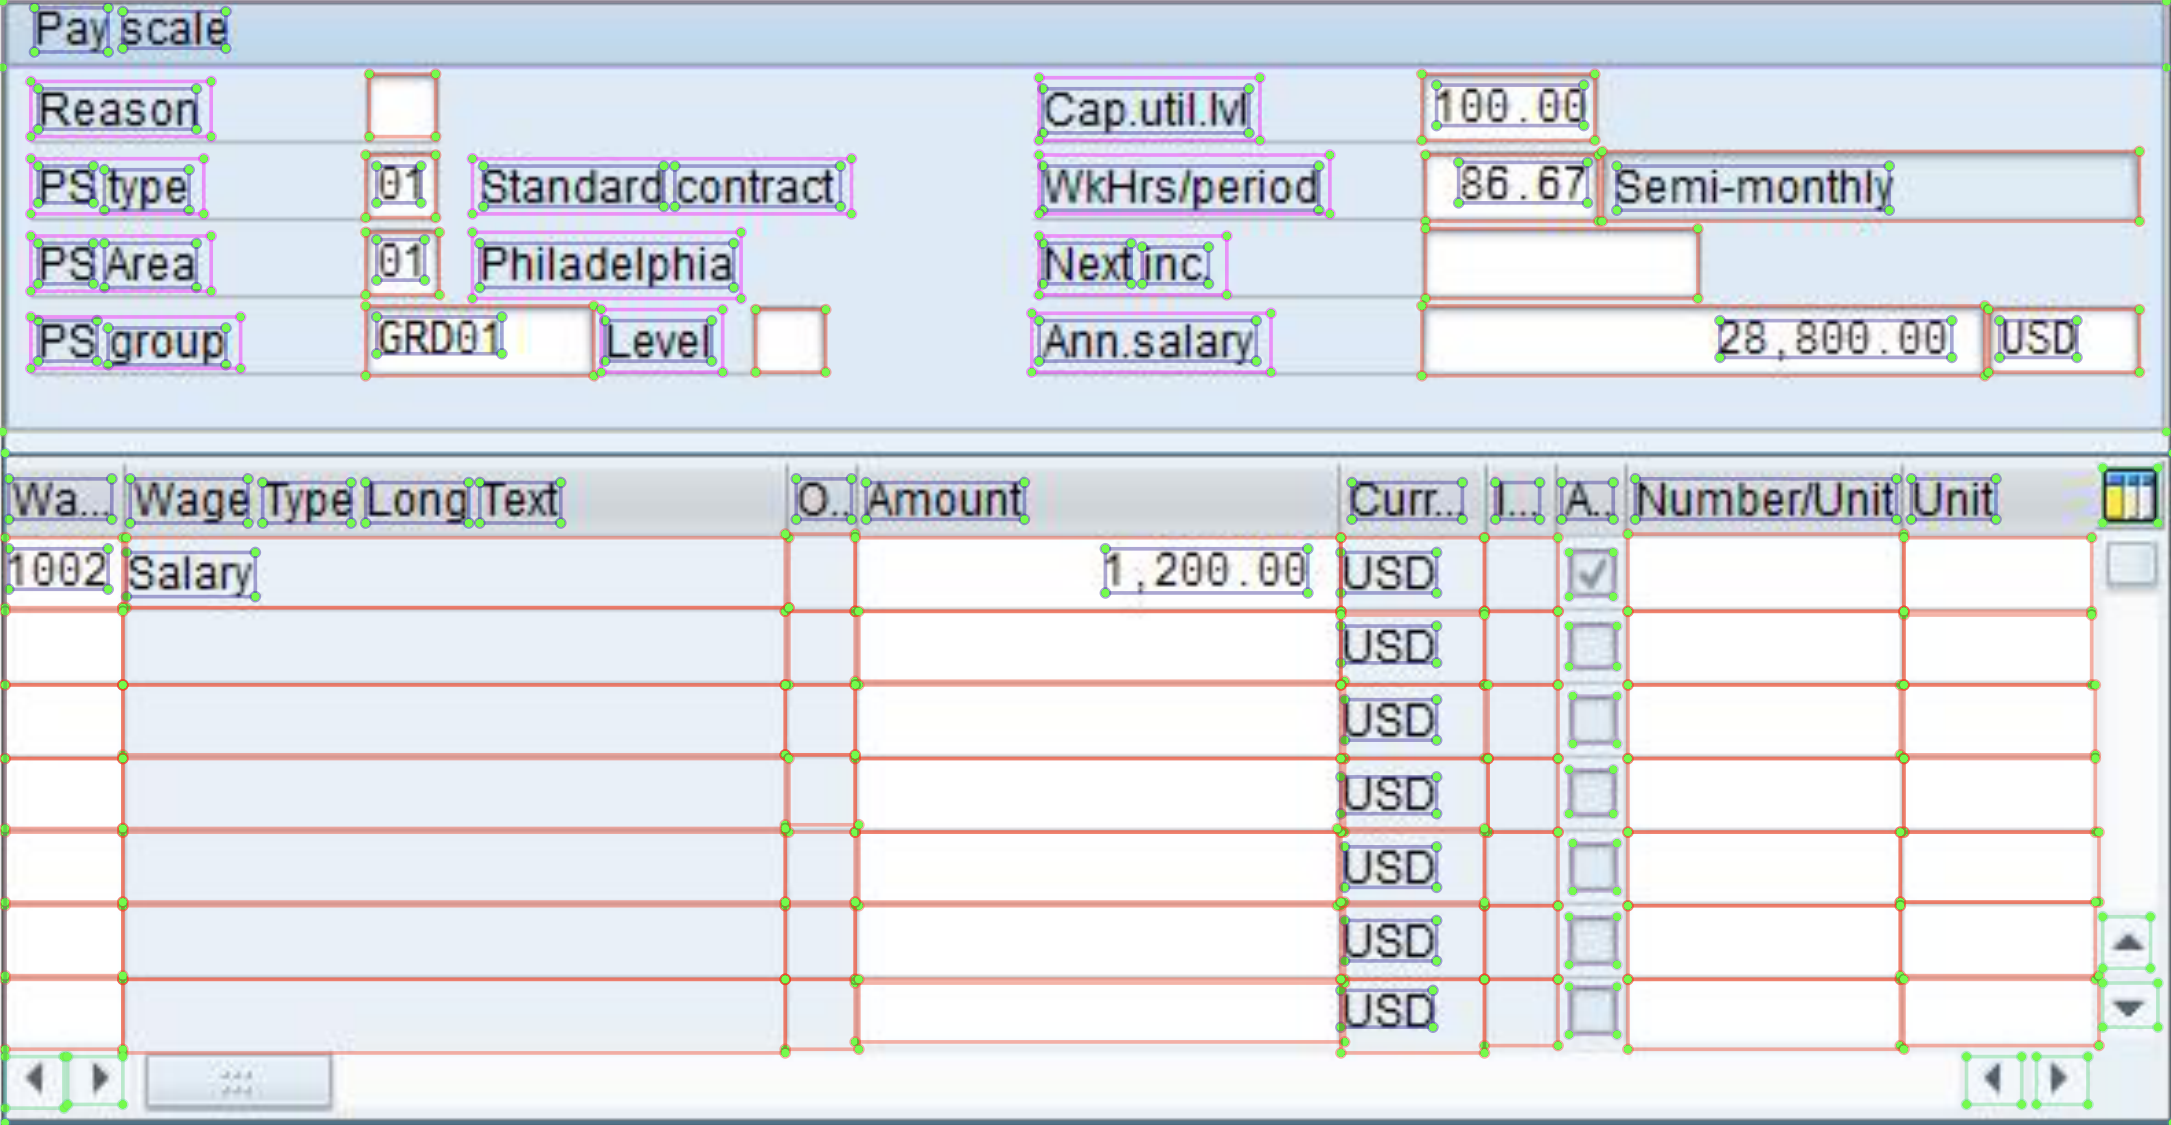 Pay scale
Reason Cap.util.lvl 100.00
PS type 01 Standard contract WkHrs/period 86.67 Semi-monthly
PS Area 01 Philadelphia Next inc.
PS group GRD01 Level Ann.salary 28,800.00 USD
Wa... Wage Type Long Text O.. Amount Curr... I... A.. Number/Unit Unit
1002 Salary 1,200.00 USD
USD
USD
USD
USD
USD
USD